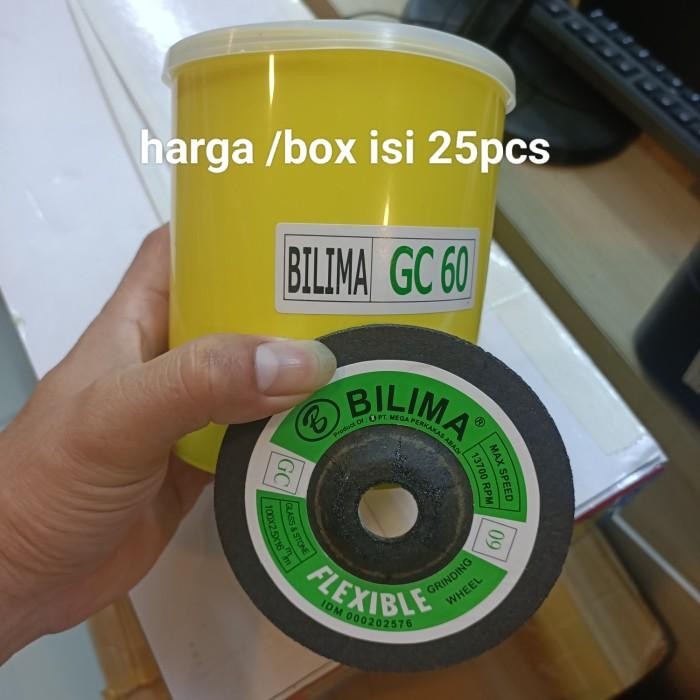 harga /box isi 25pcs
BILIMA GC 60
B BILIMA®
Product Of : PT. MEGA PERKAKAS ABADI
MAX SPEED
13700 RPM
GC
60
GLASS & STONE
100X2.5X16 m/m
FLEXIBLE GRINDING
WHEEL
IDM 000202576